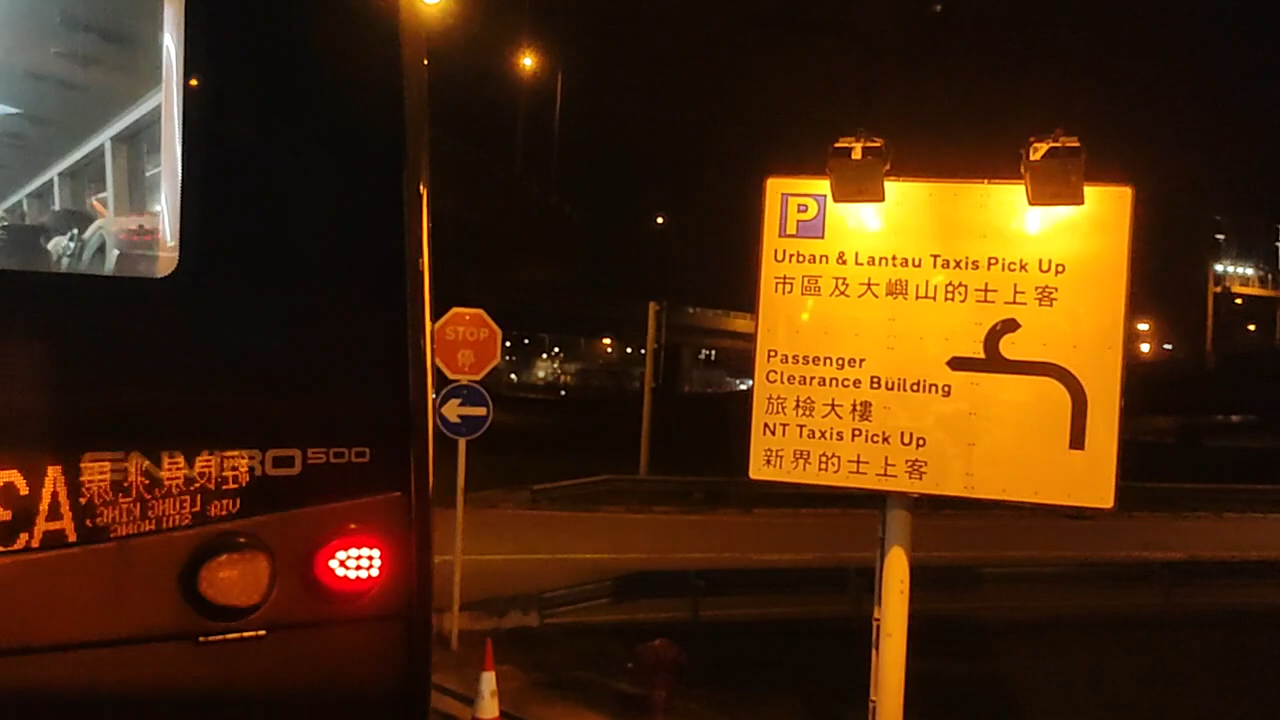 P
Urban & Lantau Taxis Pick Up
市區及大嶼山的士上客
Passenger
Clearance Building
旅檢大樓
NT Taxis Pick Up
新界的士上客
STOP
停
ENVIRO500
VIA: LEUNG KING,
SIU HONG